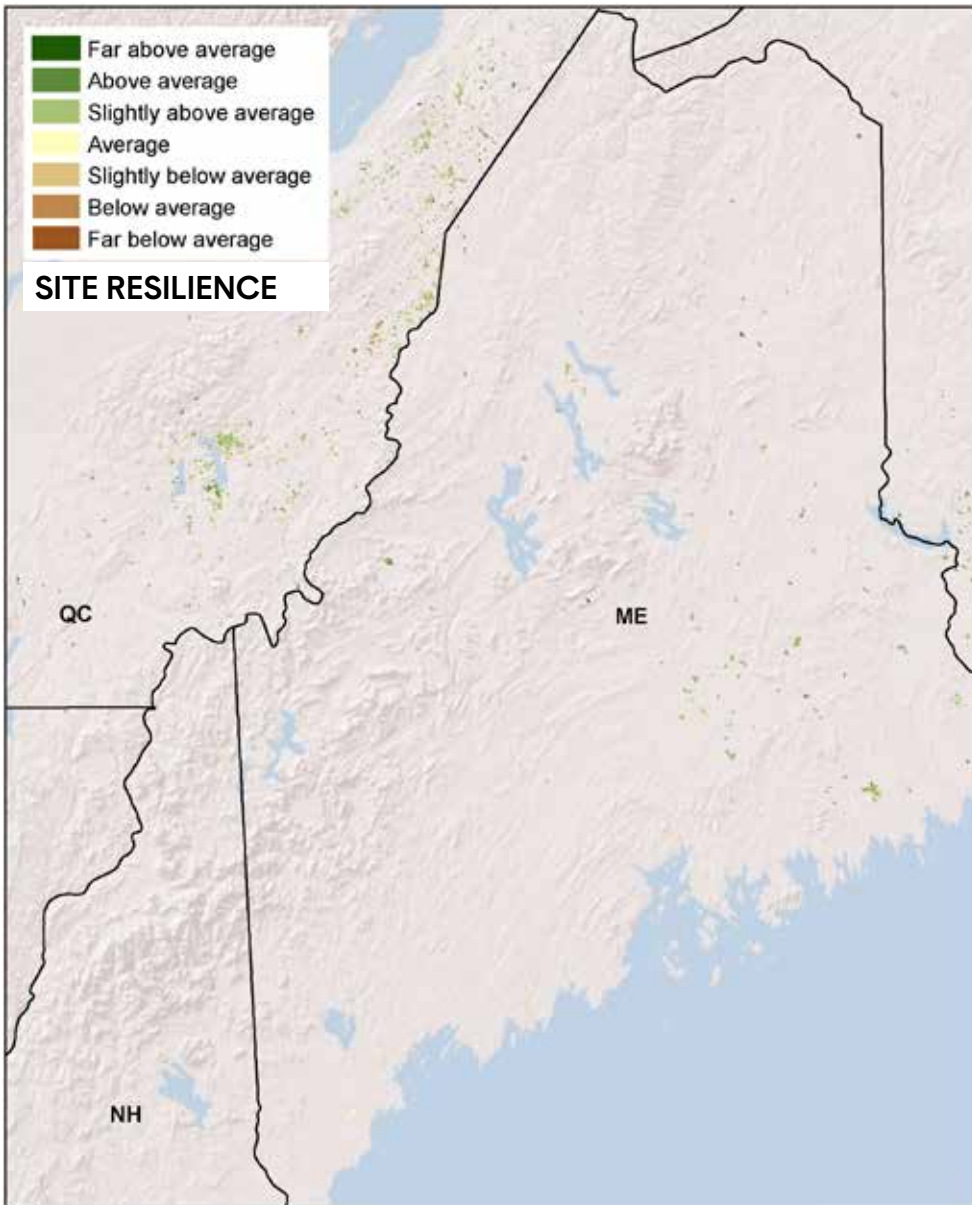 Far above average
Above average
Slightly above average
Average
Slightly below average
Below average
Far below average
SITE RESILIENCE
QC
ME
NH